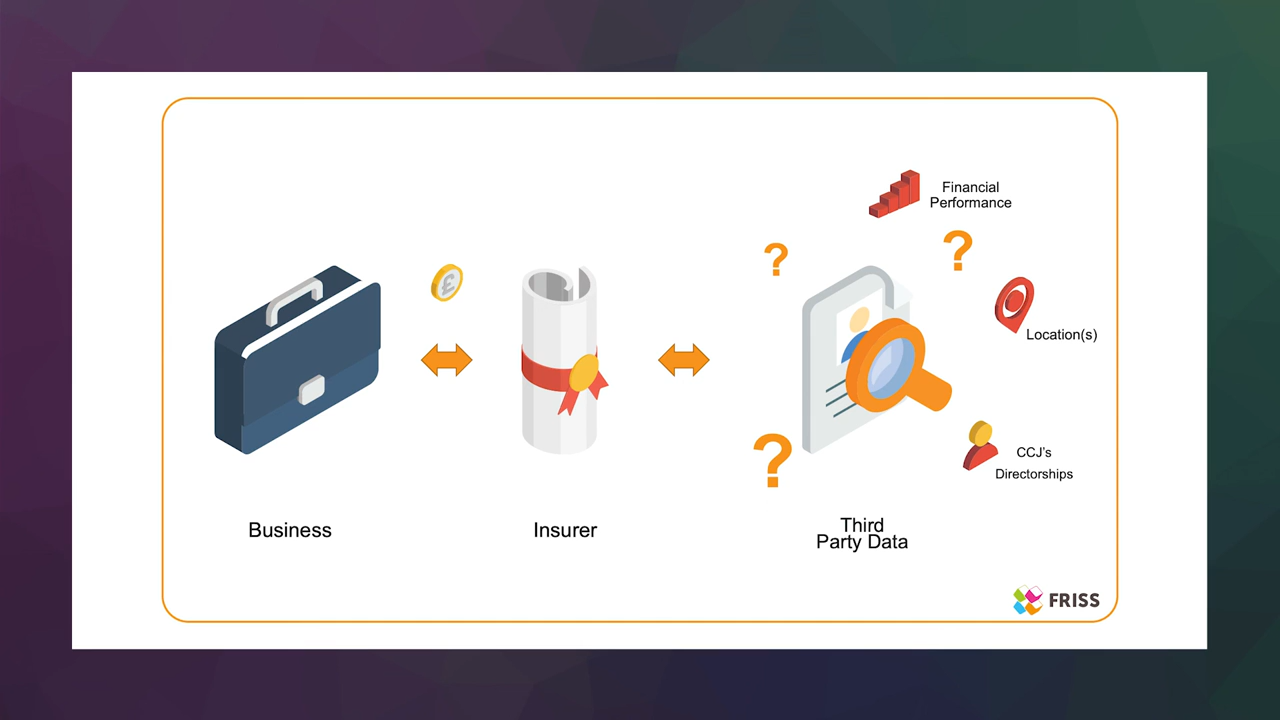 Financial
Performance
?
?
£
Location(s)
?
CCJ's
Directorships
Business
Insurer
Third
Party Data
FRISS